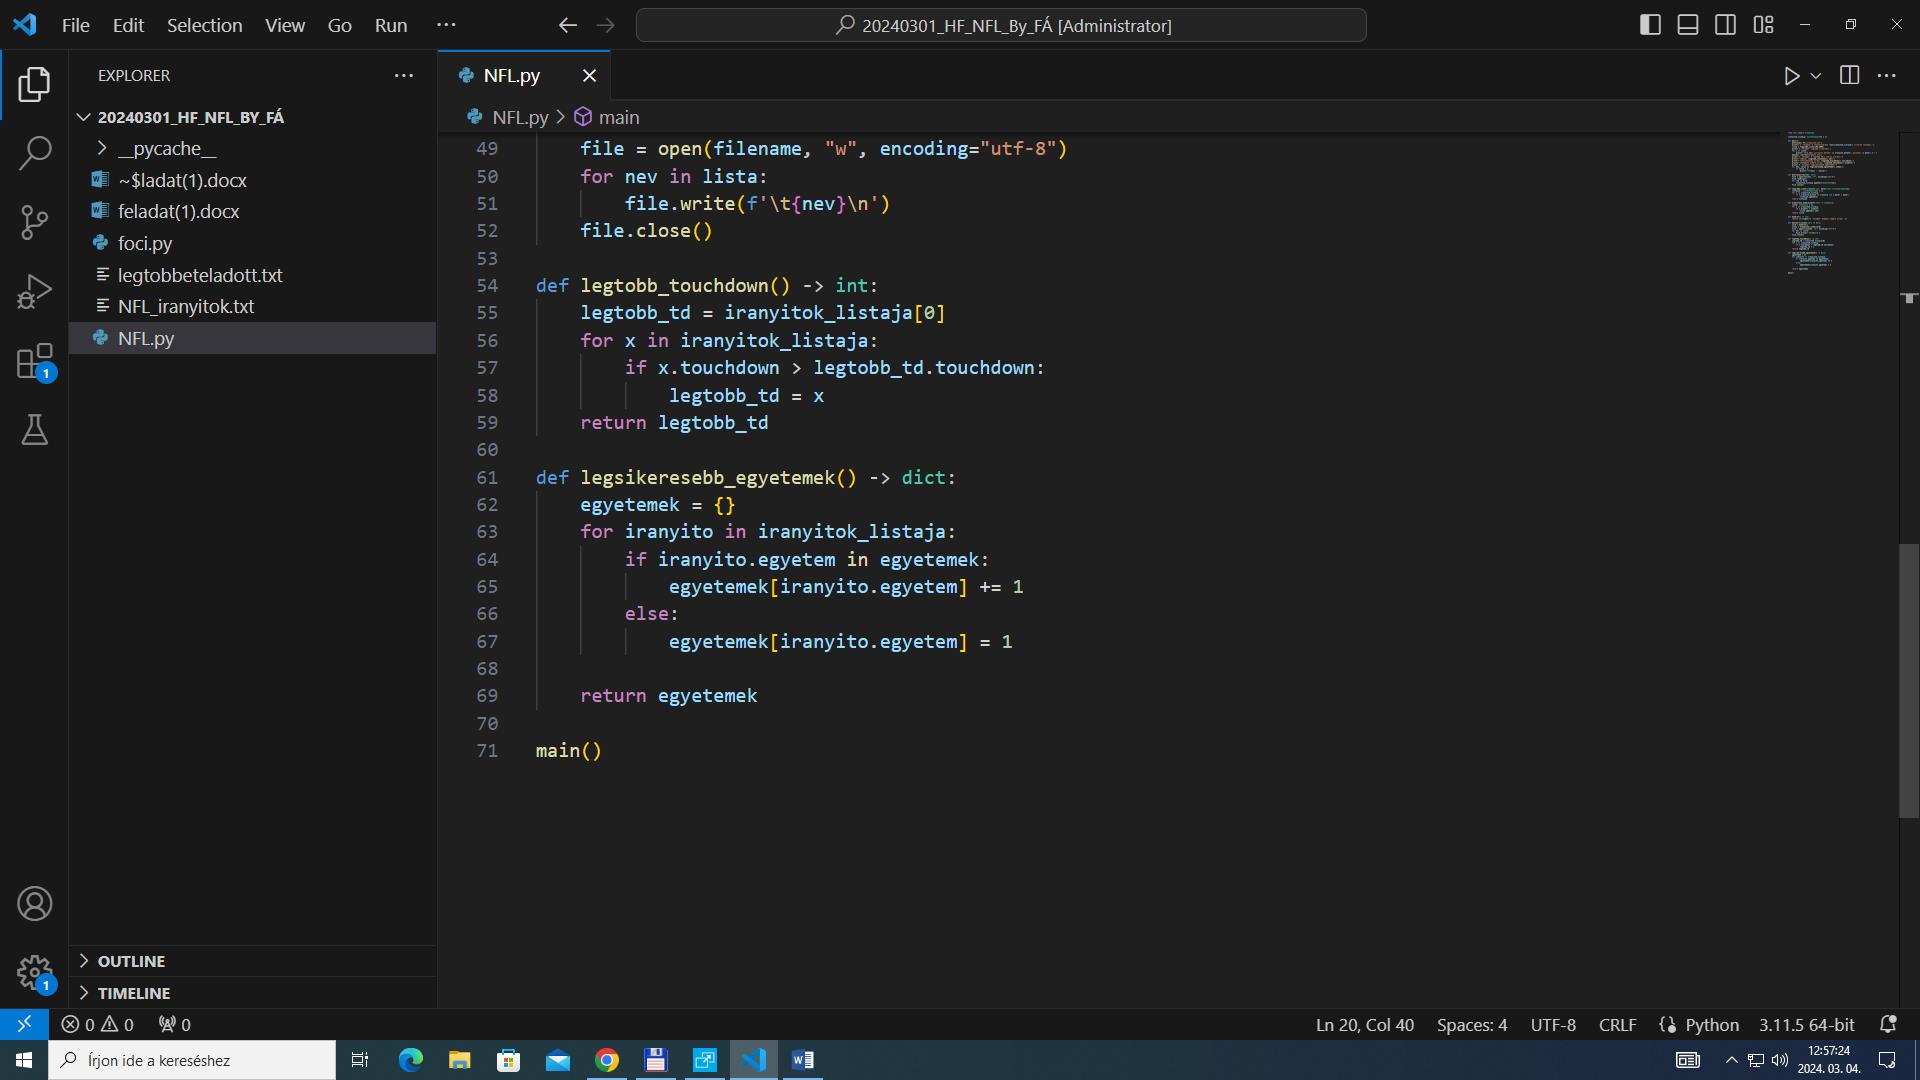 File Edit Selection View Go Run ···
20240301_HF_NFL_By_FÁ [Administrator]
EXPLORER
20240301_HF_NFL_BY_FÁ
__pycache__
~$ladat(1).docx
feladat(1).docx
foci.py
legtobbeteladott.txt
NFL_iranyitok.txt
NFL.py
1
OUTLINE
1
TIMELINE
NFL.py
NFL.py > main
49 file = open(filename, "w", encoding="utf-8")
50 for nev in lista:
51 file.write(f'\t{nev}\n')
52 file.close()
53
54 def legtobb_touchdown() -> int:
55 legtobb_td = iranyitok_listaja[0]
56 for x in iranyitok_listaja:
57 if x.touchdown > legtobb_td.touchdown:
58 legtobb_td = x
59 return legtobb_td
60
61 def legsikeresebb_egyetemek() -> dict:
62 egyetemek = {}
63 for iranyito in iranyitok_listaja:
64 if iranyito.egyetem in egyetemek:
65 egyetemek[iranyito.egyetem] += 1
66 else:
67 egyetemek[iranyito.egyetem] = 1
68
69 return egyetemek
70
71 main()
0 0 0 Ln 20, Col 40 Spaces: 4 UTF-8 CRLF Python 3.11.5 64-bit
Írjon ide a kereséshez
12:57:24
2024. 03. 04.